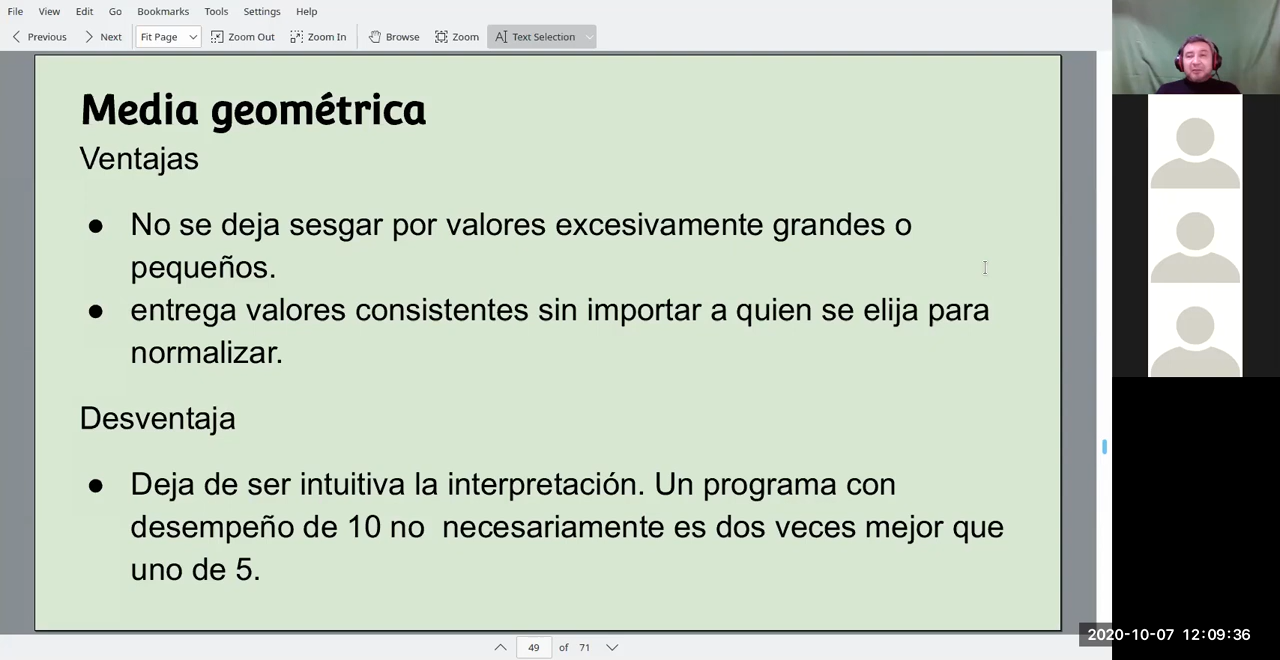 File View Edit Go Bookmarks Tools Settings Help
Previous Next Fit Page Zoom Out Zoom In Browse Zoom Text Selection
Media geométrica
Ventajas
● No se deja sesgar por valores excesivamente grandes o
pequeños.
● entrega valores consistentes sin importar a quien se elija para
normalizar.
Desventaja
● Deja de ser intuitiva la interpretación. Un programa con
desempeño de 10 no  necesariamente es dos veces mejor que
uno de 5.
49 of 71
2020-10-07 12:09:36